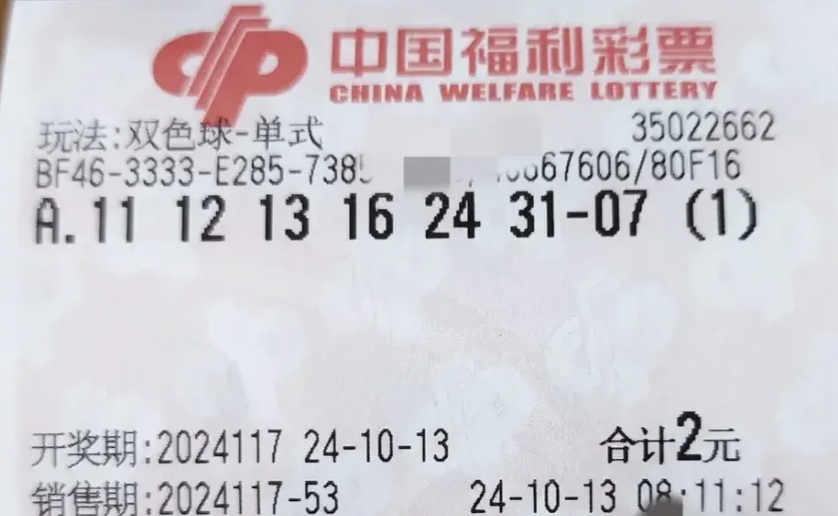 中国福利彩票
CHINA WELFARE LOTTERY
玩法:双色球-单式 35022662
BF46-3333-E285-738 67606/80F16
A.11 12 13 16 24 31-07 (1)
开奖期:2024117 24-10-13 合计2元
销售期:2024117-53 24-10-13 08:11:12